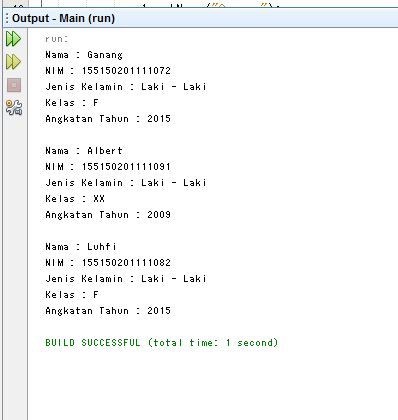 Output - Main (run)
run:
Nama : Ganang
NIM : 155150201111072
Jenis Kelamin : Laki - Laki
Kelas : F
Angkatan Tahun : 2015
Nama : Albert
NIM : 155150201111091
Jenis Kelamin : Laki - Laki
Kelas : XX
Angkatan Tahun : 2009
Nama : Luhfi
NIM : 155150201111082
Jenis Kelamin : Laki - Laki
Kelas : F
Angkatan Tahun : 2015
BUILD SUCCESSFUL (total time: 1 second)